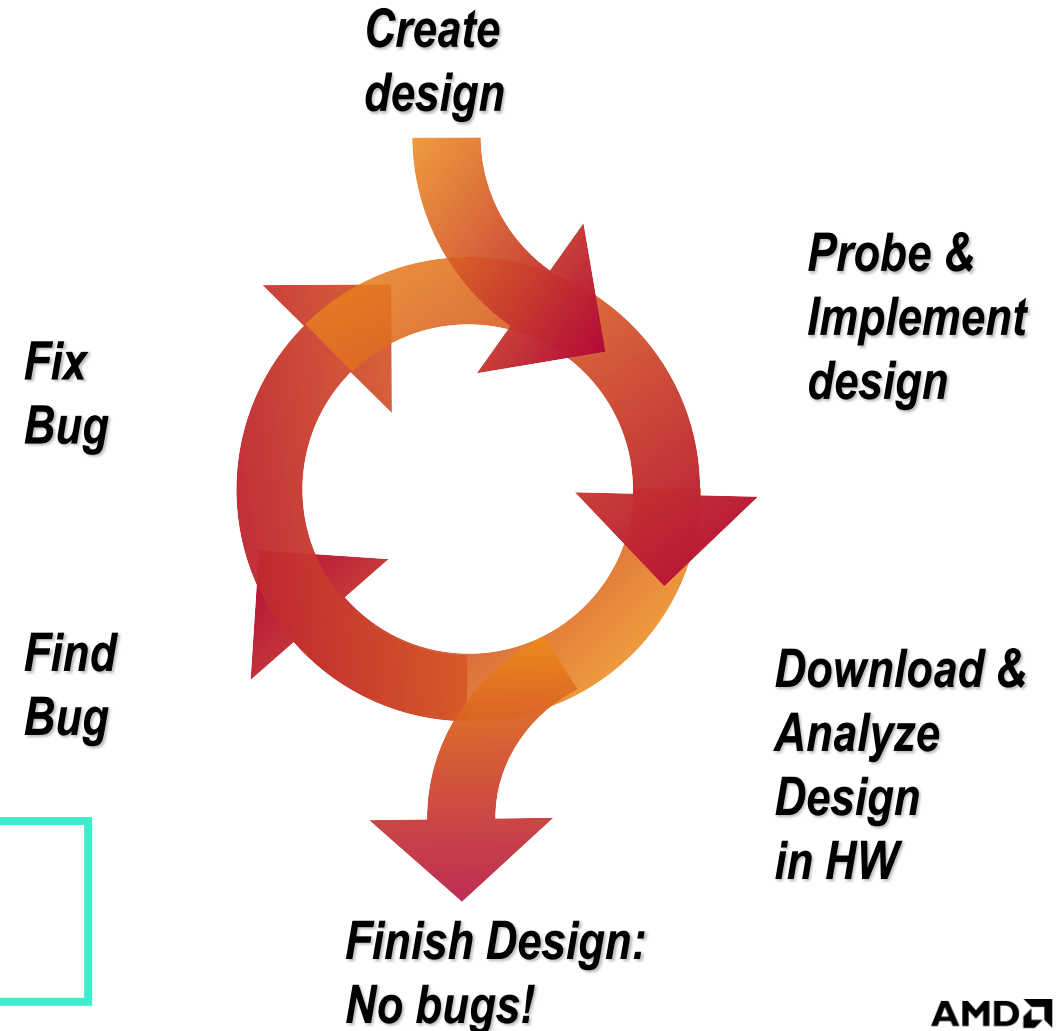 Create
design
Probe &
Implement
design
Download &
Analyze
Design
in HW
Finish Design:
No bugs!
Find
Bug
Fix
Bug
AMD